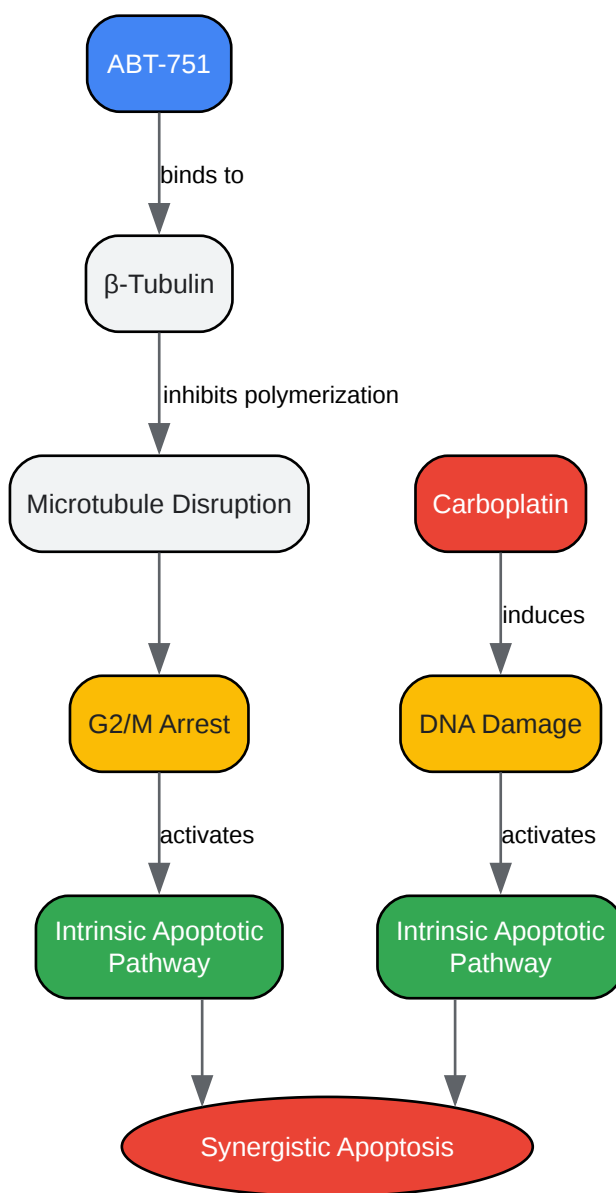 ABT-751
binds to
β-Tubulin
inhibits polymerization
Microtubule Disruption
Carboplatin
induces
G2/M Arrest
DNA Damage
activates
activates
Intrinsic Apoptotic
Pathway
Intrinsic Apoptotic
Pathway
Synergistic Apoptosis